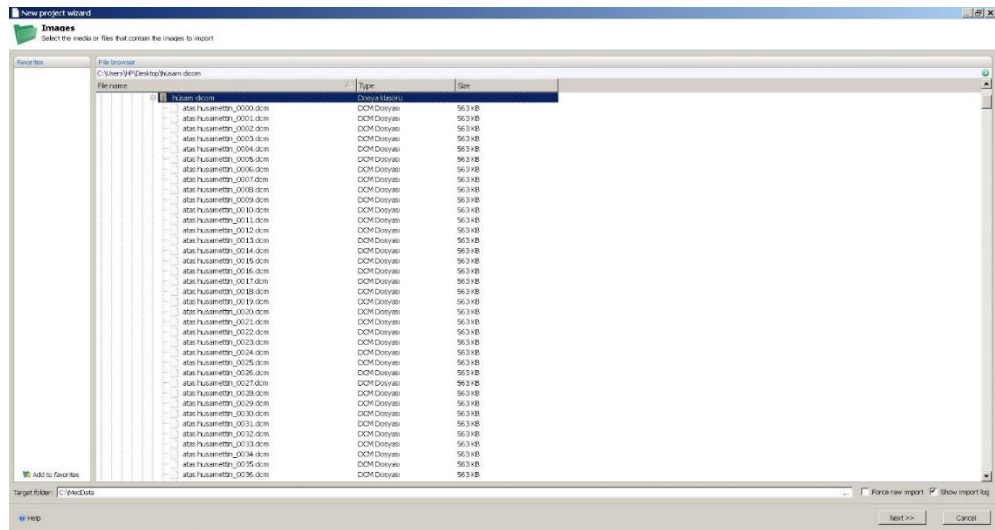 New project wizard
Images
Select the media or files that contain the images to import
Favorites
File browser
C:\Users\HP\Desktop\hüsam dicom
File name Type Size
hüsam dicom Dosya klasörü
atas husamettin_0000.dcm DCM Dosyası 563 KB
atas husamettin_0001.dcm DCM Dosyası 563 KB
atas husamettin_0002.dcm DCM Dosyası 563 KB
atas husamettin_0003.dcm DCM Dosyası 563 KB
atas husamettin_0004.dcm DCM Dosyası 563 KB
atas husamettin_0005.dcm DCM Dosyası 563 KB
atas husamettin_0006.dcm DCM Dosyası 563 KB
atas husamettin_0007.dcm DCM Dosyası 563 KB
atas husamettin_0008.dcm DCM Dosyası 563 KB
atas husamettin_0009.dcm DCM Dosyası 563 KB
atas husamettin_0010.dcm DCM Dosyası 563 KB
atas husamettin_0011.dcm DCM Dosyası 563 KB
atas husamettin_0012.dcm DCM Dosyası 563 KB
atas husamettin_0013.dcm DCM Dosyası 563 KB
atas husamettin_0014.dcm DCM Dosyası 563 KB
atas husamettin_0015.dcm DCM Dosyası 563 KB
atas husamettin_0016.dcm DCM Dosyası 563 KB
atas husamettin_0017.dcm DCM Dosyası 563 KB
atas husamettin_0018.dcm DCM Dosyası 563 KB
atas husamettin_0019.dcm DCM Dosyası 563 KB
atas husamettin_0020.dcm DCM Dosyası 563 KB
atas husamettin_0021.dcm DCM Dosyası 563 KB
atas husamettin_0022.dcm DCM Dosyası 563 KB
atas husamettin_0023.dcm DCM Dosyası 563 KB
atas husamettin_0024.dcm DCM Dosyası 563 KB
atas husamettin_0025.dcm DCM Dosyası 563 KB
atas husamettin_0026.dcm DCM Dosyası 563 KB
atas husamettin_0027.dcm DCM Dosyası 563 KB
atas husamettin_0028.dcm DCM Dosyası 563 KB
atas husamettin_0029.dcm DCM Dosyası 563 KB
atas husamettin_0030.dcm DCM Dosyası 563 KB
atas husamettin_0031.dcm DCM Dosyası 563 KB
atas husamettin_0032.dcm DCM Dosyası 563 KB
atas husamettin_0033.dcm DCM Dosyası 563 KB
atas husamettin_0034.dcm DCM Dosyası 563 KB
atas husamettin_0035.dcm DCM Dosyası 563 KB
atas husamettin_0036.dcm DCM Dosyası 563 KB
Add to favorites
Target folder: C:\MedData ... Force raw import Show import log
Help Next >> Cancel